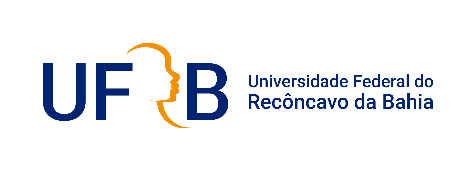 UFRB
Universidade Federal do
Recôncavo da Bahia